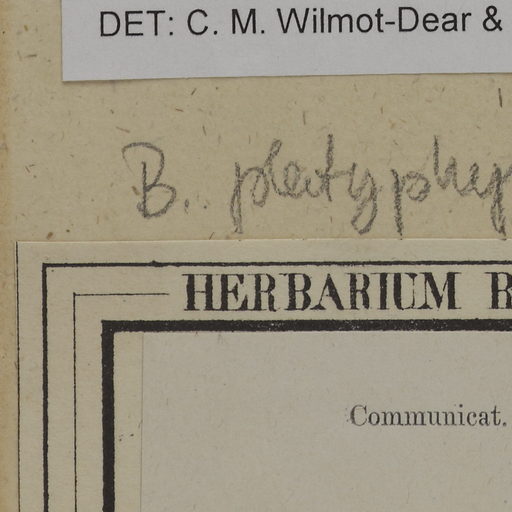 DET: C. M. Wilmot-Dear &
B. platyphy
HERBARIUM R
Communicat.